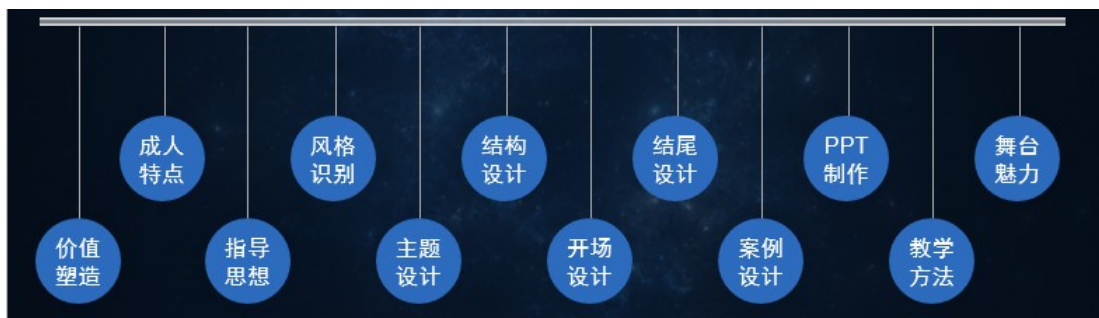 成人
特点
风格
识别
结构
设计
结尾
设计
PPT
制作
舞台
魅力
价值
塑造
指导
思想
主题
设计
开场
设计
案例
设计
教学
方法